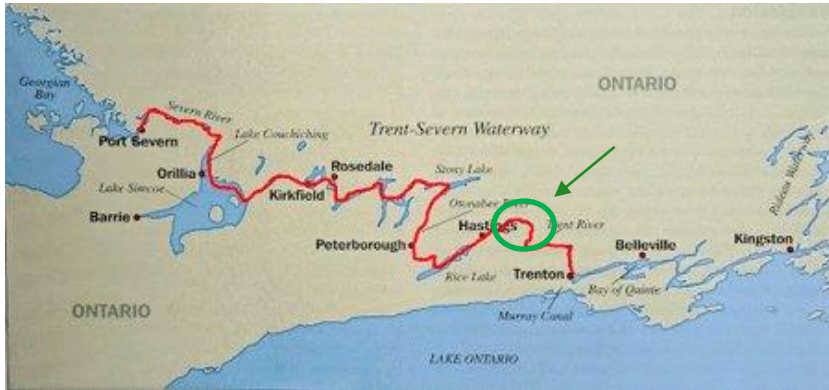 Georgian
Bay
ONTARIO
Severn River
Port Severn
Lake Couchiching
Trent-Severn Waterway
Orillia
Rosedale
Stony Lake
Lake Simcoe
Kirkfield
Otonabee River
Barrie
Hastings
Trent River
Rideau Waterway
Peterborough
Belleville
Kingston
Rice Lake
Trenton
Bay of Quinte
ONTARIO
Murray Canal
LAKE ONTARIO